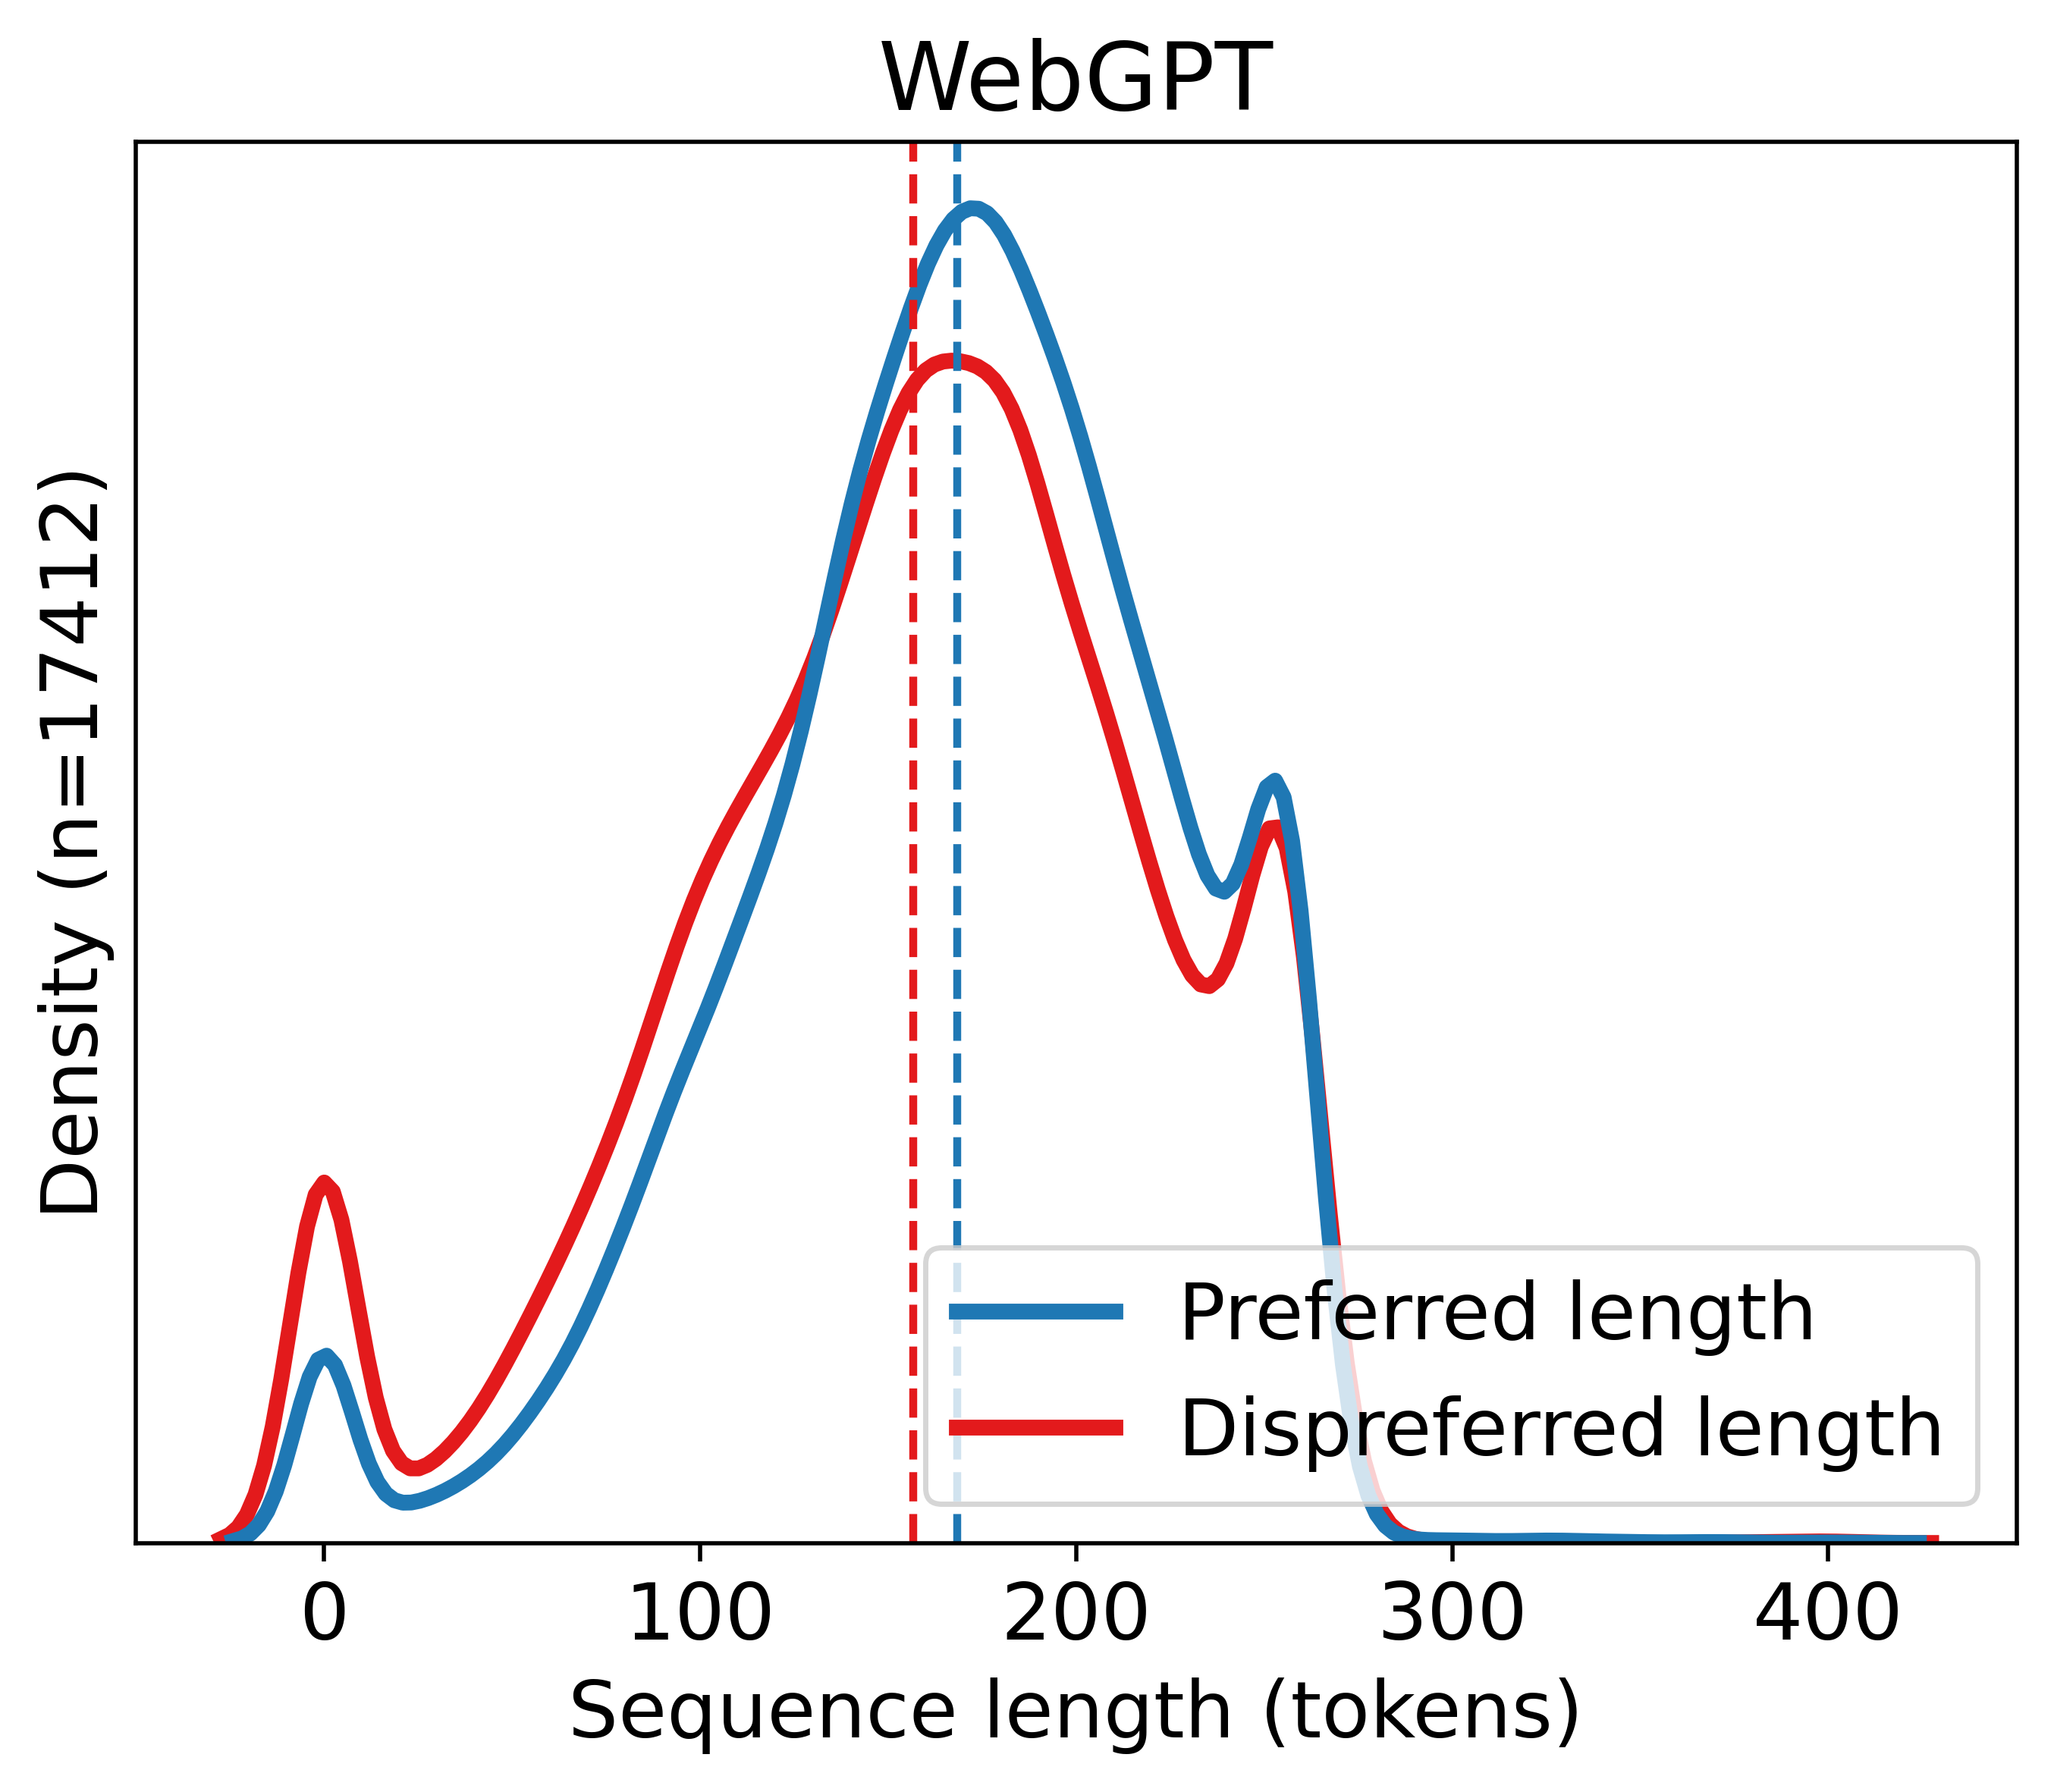 WebGPT
Density (n=17412)
Preferred length
Dispreferred length
0 100 200 300 400
Sequence length (tokens)